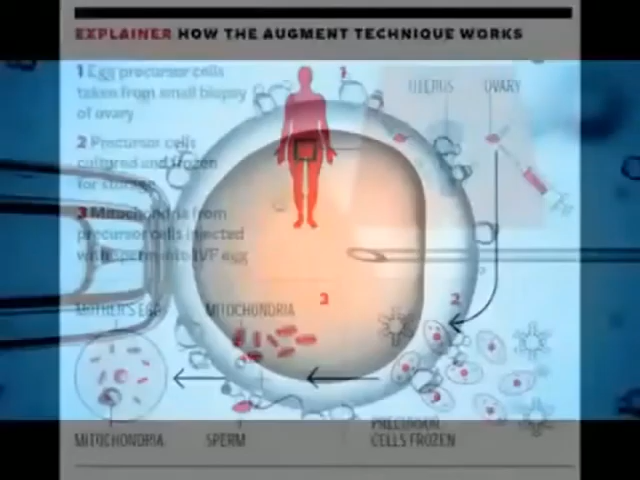 EXPLAINER HOW THE AUGMENT TECHNIQUE WORKS
1 Egg precursor cells
taken from small biopsy
of ovary
2 Precursor cells
cultured and frozen
for storage
3 Mitochondria from
precursor cells injected
with sperm into IVF egg
1
UTERUS
OVARY
3
2
MOTHER'S EGG
MITOCHONDRIA
MITOCHONDRIA
SPERM
PRECURSOR
CELLS FROZEN